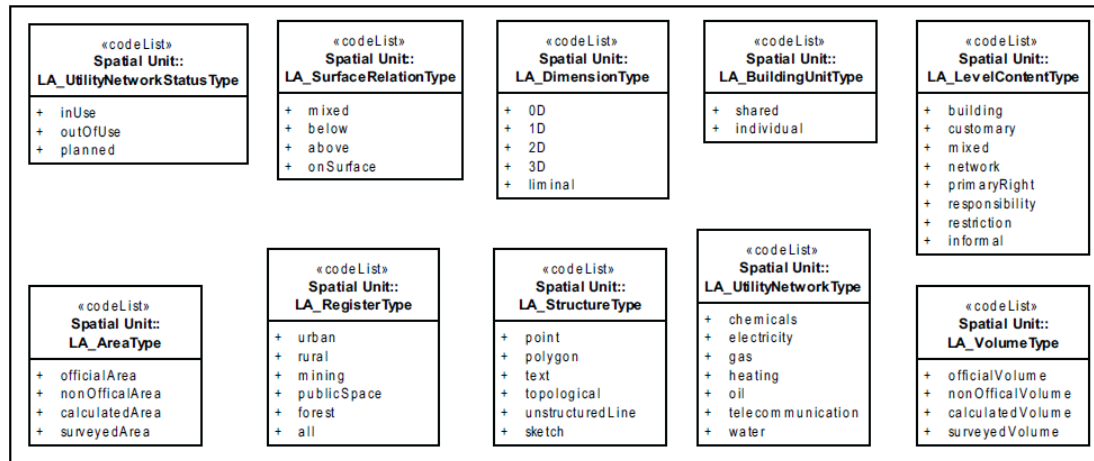 «codeList»
Spatial Unit::
LA_UtilityNetworkStatusType
+ inUse
+ outOfUse
+ planned
«codeList»
Spatial Unit::
LA_SurfaceRelationType
+ mixed
+ below
+ above
+ onSurface
«codeList»
Spatial Unit::
LA_DimensionType
+ 0D
+ 1D
+ 2D
+ 3D
+ liminal
«codeList»
Spatial Unit::
LA_BuildingUnitType
+ shared
+ individual
«codeList»
Spatial Unit::
LA_LevelContentType
+ building
+ customary
+ mixed
+ network
+ primaryRight
+ responsibility
+ restriction
+ informal
«codeList»
Spatial Unit::
LA_AreaType
+ officialArea
+ nonOfficalArea
+ calculatedArea
+ surveyedArea
«codeList»
Spatial Unit::
LA_RegisterType
+ urban
+ rural
+ mining
+ publicSpace
+ forest
+ all
«codeList»
Spatial Unit::
LA_StructureType
+ point
+ polygon
+ text
+ topological
+ unstructuredLine
+ sketch
«codeList»
Spatial Unit::
LA_UtilityNetworkType
+ chemicals
+ electricity
+ gas
+ heating
+ oil
+ telecommunication
+ water
«codeList»
Spatial Unit::
LA_VolumeType
+ officialVolume
+ nonOfficalVolume
+ calculatedVolume
+ surveyedVolume